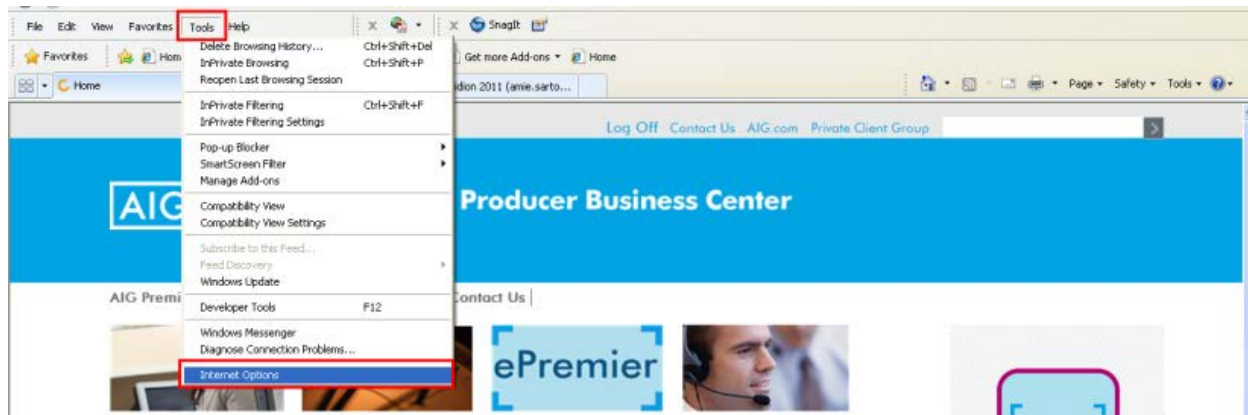 File Edit View Favorites Tools Help x x SnagIt
Favorites Hom Get more Add-ons Home
Home idion 2011 (amie.sarto... Page Safety Tools
Delete Browsing History... Ctrl+Shift+Del
InPrivate Browsing Ctrl+Shift+P
Reopen Last Browsing Session
InPrivate Filtering Ctrl+Shift+F
InPrivate Filtering Settings
Pop-up Blocker
SmartScreen Filter
Manage Add-ons
Compatibility View
Compatibility View Settings
Subscribe to this Feed...
Feed Discovery
Windows Update
Developer Tools F12
Windows Messenger
Diagnose Connection Problems...
Internet Options
Log Off Contact Us AIG.com Private Client Group
AIG Producer Business Center
AIG Premi Contact Us
ePremier